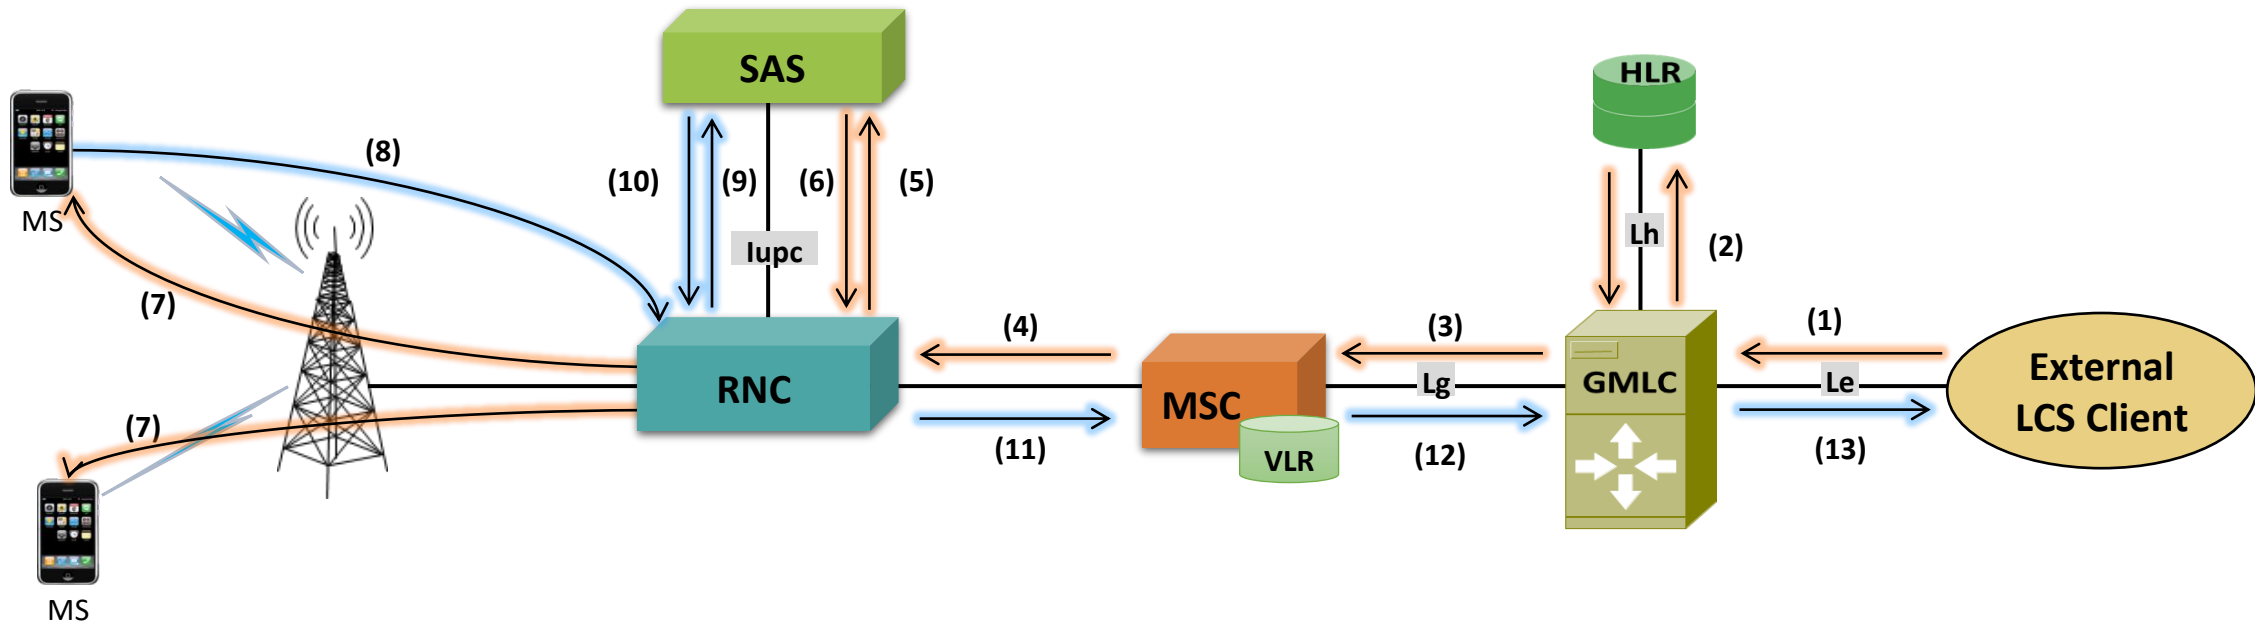 SAS
HLR
(8)
(10)
(9)
(6)
(5)
MS
Iupc
Lh
(2)
(7)
(4)
(3)
(1)
RNC
MSC
Lg
GMLC
Le
External
LCS Client
(7)
(11)
VLR
(12)
(13)
MS